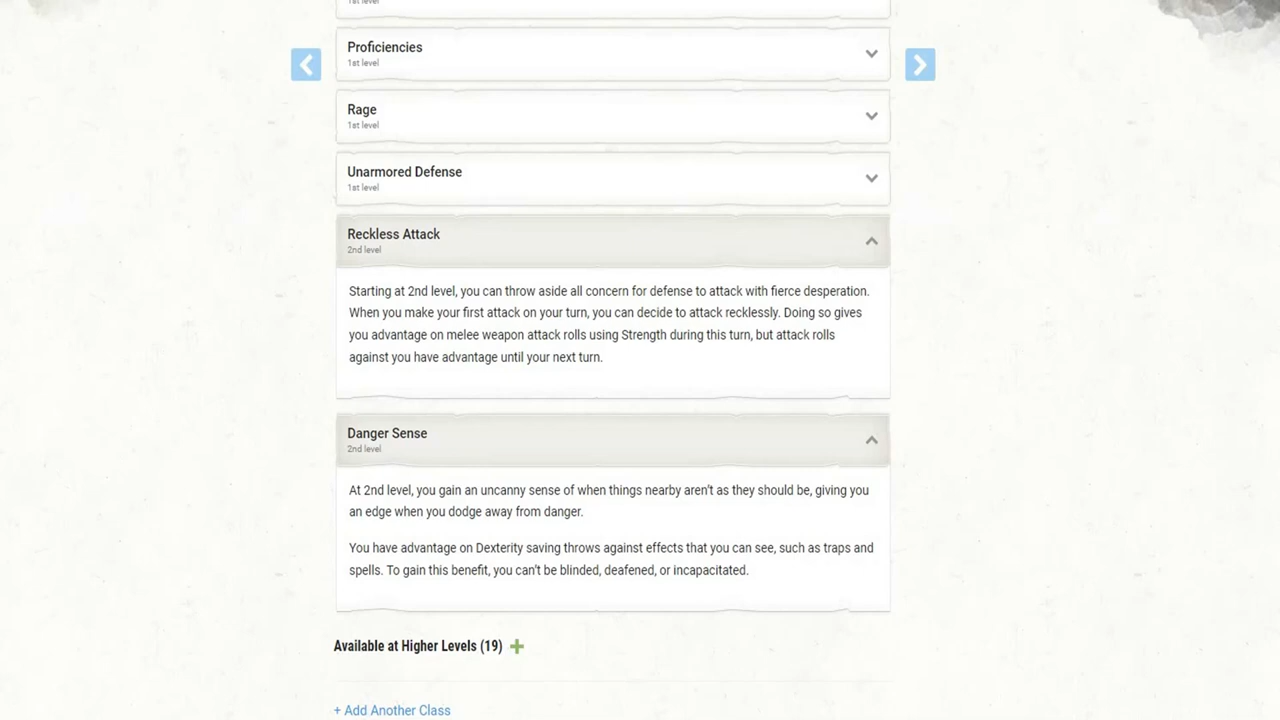 1st level
Proficiencies
1st level
Rage
1st level
Unarmored Defense
1st level
Reckless Attack
2nd level
Starting at 2nd level, you can throw aside all concern for defense to attack with fierce desperation.
When you make your first attack on your turn, you can decide to attack recklessly. Doing so gives
you advantage on melee weapon attack rolls using Strength during this turn, but attack rolls
against you have advantage until your next turn.
Danger Sense
2nd level
At 2nd level, you gain an uncanny sense of when things nearby aren't as they should be, giving you
an edge when you dodge away from danger.
You have advantage on Dexterity saving throws against effects that you can see, such as traps and
spells. To gain this benefit, you can't be blinded, deafened, or incapacitated.
Available at Higher Levels (19)
+ Add Another Class